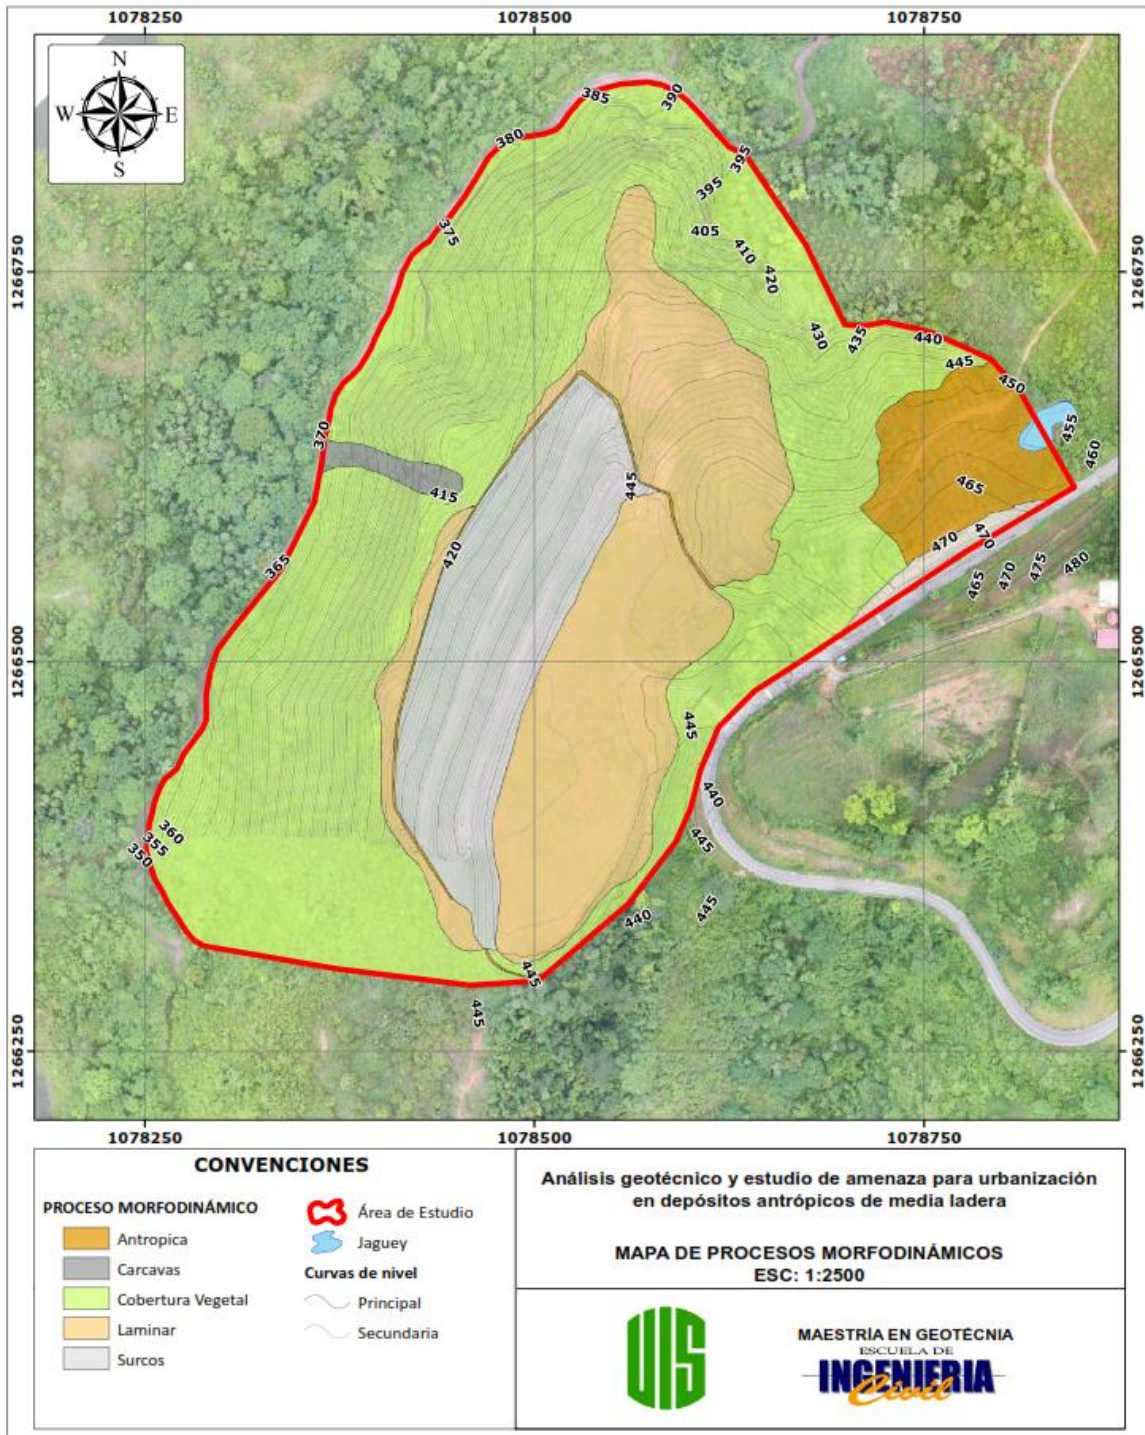 1078250 1078500 1078750
N
W E
S
385
390
380
395
395
375
405
410
420
1266750 1266750
430
435
440
445
450
455
370
460
445
465
415
470
470
420
365
465
470
475
480
1266500 1266500
445
440
360
355
350
445
445
440
445
445
1266250 1266250
1078250 1078500 1078750
CONVENCIONES
PROCESO MORFODINÁMICO
Antropica
Carcavas
Cobertura Vegetal
Laminar
Surcos
Área de Estudio
Jaguey
Curvas de nivel
Principal
Secundaria
Análisis geotécnico y estudio de amenaza para urbanización
en depósitos antrópicos de media ladera
MAPA DE PROCESOS MORFODINÁMICOS
ESC: 1:2500
UIS
MAESTRÍA EN GEOTÉCNIA
ESCUELA DE
INGENIERIA
Civil